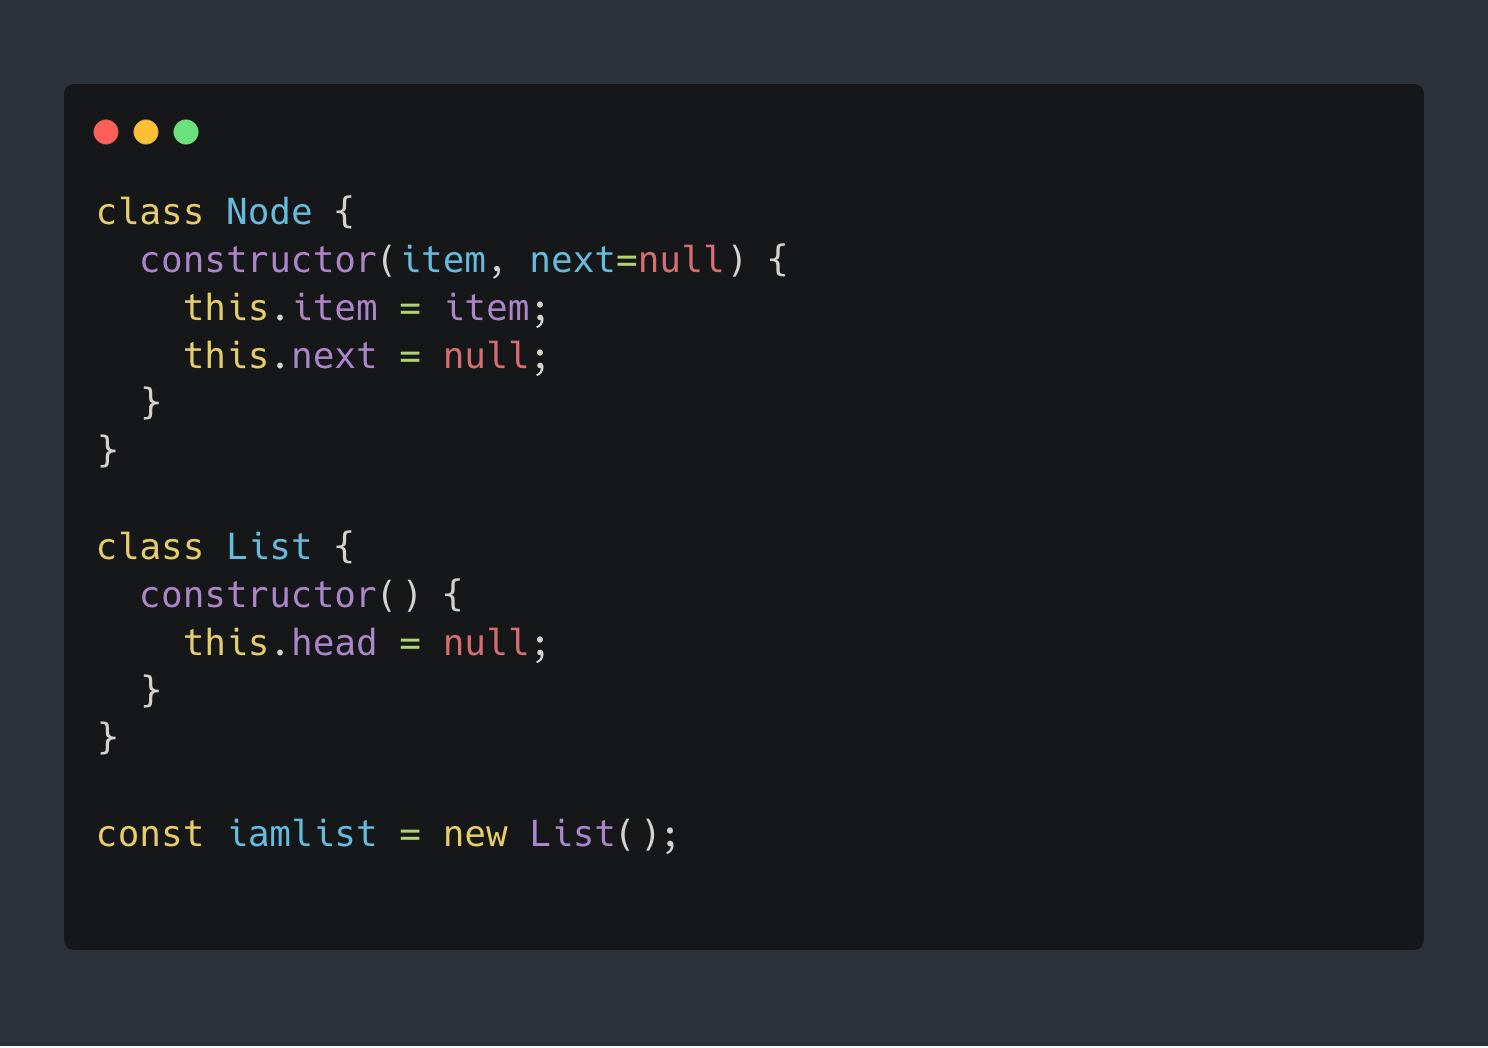 class Node {
  constructor(item, next=null) {
    this.item = item;
    this.next = null;
  }
}

class List {
  constructor() {
    this.head = null;
  }
}

const iamlist = new List();